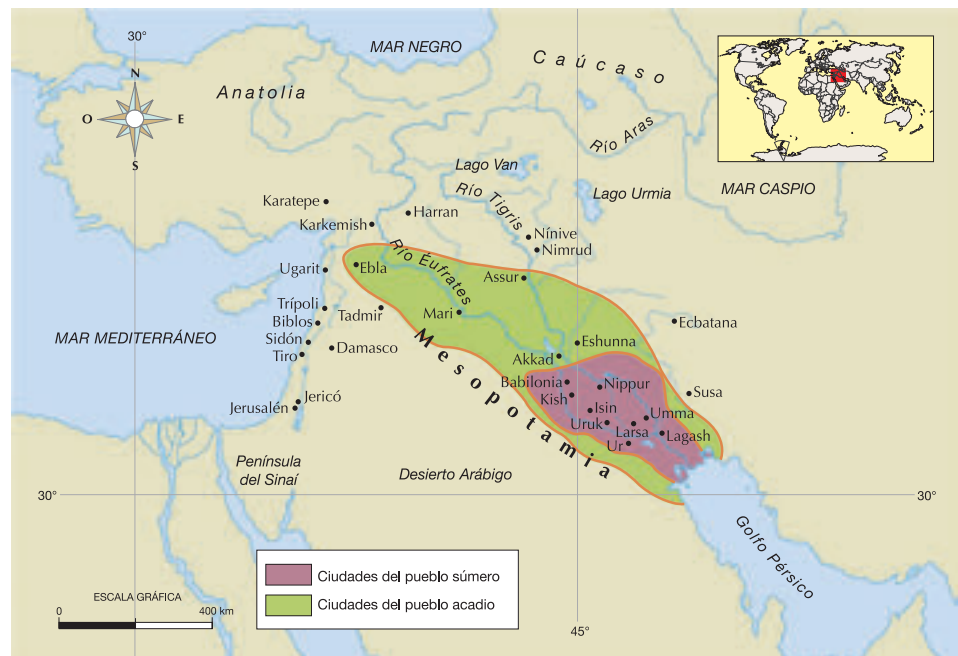 30°
MAR NEGRO
Caúcaso
Anatolia
N
O
E
S
Río Aras
Lago Van
Río Tigris
Lago Urmia
MAR CASPIO
Karatepe
Harran
Karkemish
Nínive
Nimrud
Río Éufrates
Ebla
Ugarit
Assur
Trípoli
Tadmir
Mari
Biblos
Ecbatana
MAR MEDITERRÁNEO
Sidón
Damasco
Tiro
Mesopotamia
Eshunna
Akkad
Babilonia
Nippur
Susa
Kish
Jericó
Jerusalén
Isin
Umma
Uruk
Larsa
Lagash
Ur
Península
del Sinaí
Desierto Arábigo
30°
30°
Golfo Pérsico
Ciudades del pueblo súmero
Ciudades del pueblo acadio
ESCALA GRÁFICA
0
400 km
45°